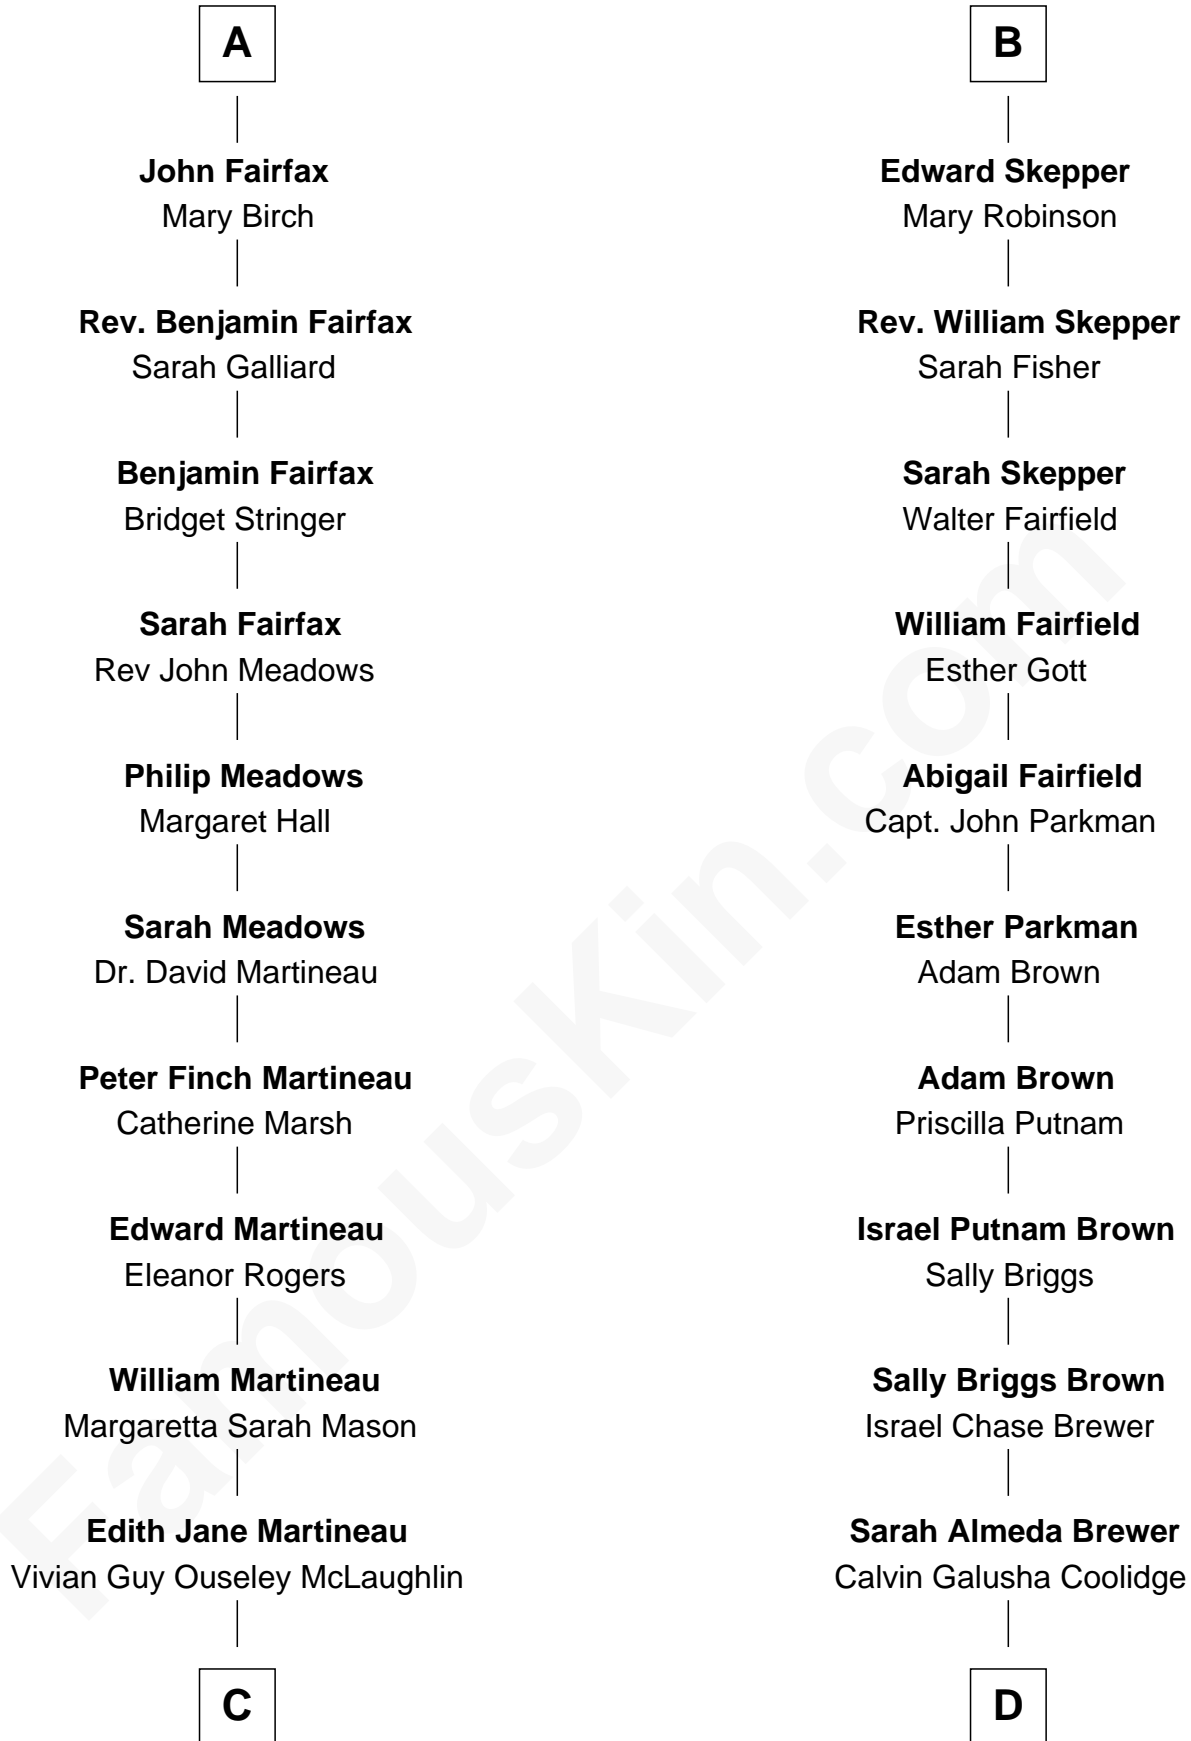 A
John Fairfax
Mary Birch
Rev. Benjamin Fairfax
Sarah Galliard
Benjamin Fairfax
Bridget Stringer
Sarah Fairfax
Rev John Meadows
Philip Meadows
Margaret Hall
Sarah Meadows
Dr. David Martineau
Peter Finch Martineau
Catherine Marsh
Edward Martineau
Eleanor Rogers
William Martineau
Margaretta Sarah Mason
Edith Jane Martineau
Vivian Guy Ouseley McLaughlin
C
B
Edward Skepper
Mary Robinson
Rev. William Skepper
Sarah Fisher
Sarah Skepper
Walter Fairfield
William Fairfield
Esther Gott
Abigail Fairfield
Capt. John Parkman
Esther Parkman
Adam Brown
Adam Brown
Priscilla Putnam
Israel Putnam Brown
Sally Briggs
Sally Briggs Brown
Israel Chase Brewer
Sarah Almeda Brewer
Calvin Galusha Coolidge
D
FamousKin.com